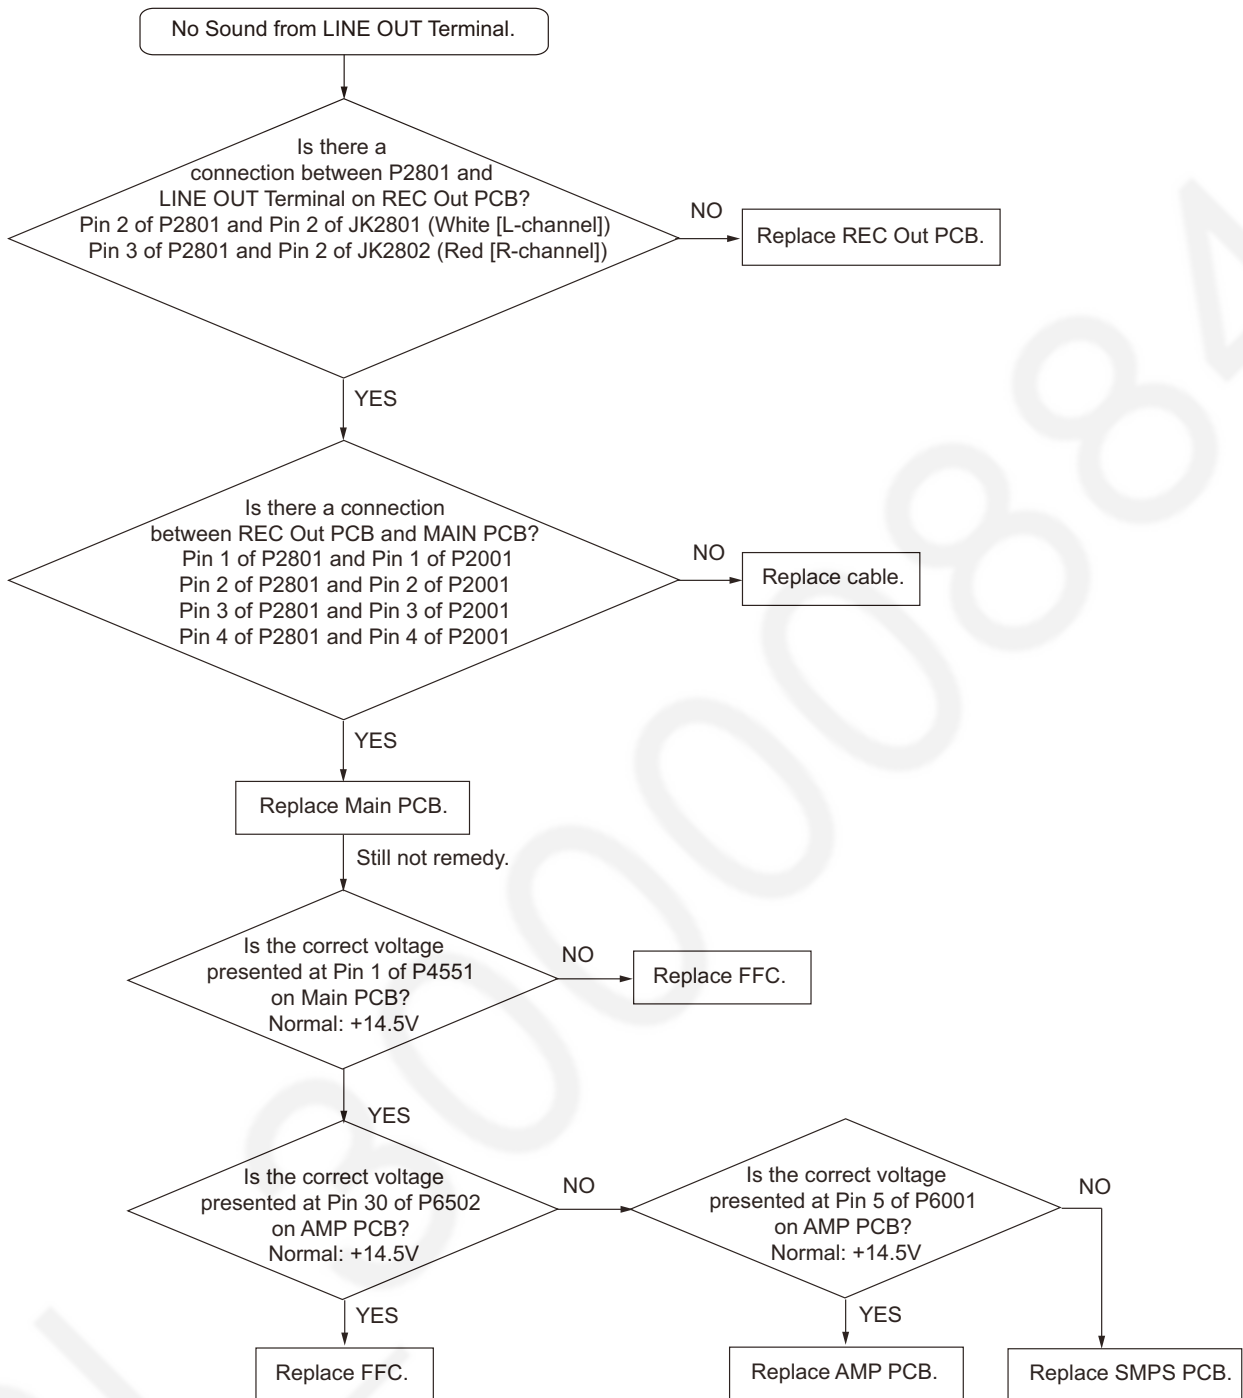 No Sound from LINE OUT Terminal.
Is there a
connection between P2801 and
LINE OUT Terminal on REC Out PCB?
Pin 2 of P2801 and Pin 2 of JK2801 (White [L-channel])
Pin 3 of P2801 and Pin 2 of JK2802 (Red [R-channel])
NO
Replace REC Out PCB.
YES
Is there a connection
between REC Out PCB and MAIN PCB?
Pin 1 of P2801 and Pin 1 of P2001
Pin 2 of P2801 and Pin 2 of P2001
Pin 3 of P2801 and Pin 3 of P2001
Pin 4 of P2801 and Pin 4 of P2001
NO
Replace cable.
YES
Replace Main PCB.
Still not remedy.
Is the correct voltage
presented at Pin 1 of P4551
on Main PCB?
Normal: +14.5V
NO
Replace FFC.
YES
Is the correct voltage
presented at Pin 30 of P6502
on AMP PCB?
Normal: +14.5V
NO
Is the correct voltage
presented at Pin 5 of P6001
on AMP PCB?
Normal: +14.5V
NO
YES
Replace FFC.
YES
Replace AMP PCB.
Replace SMPS PCB.